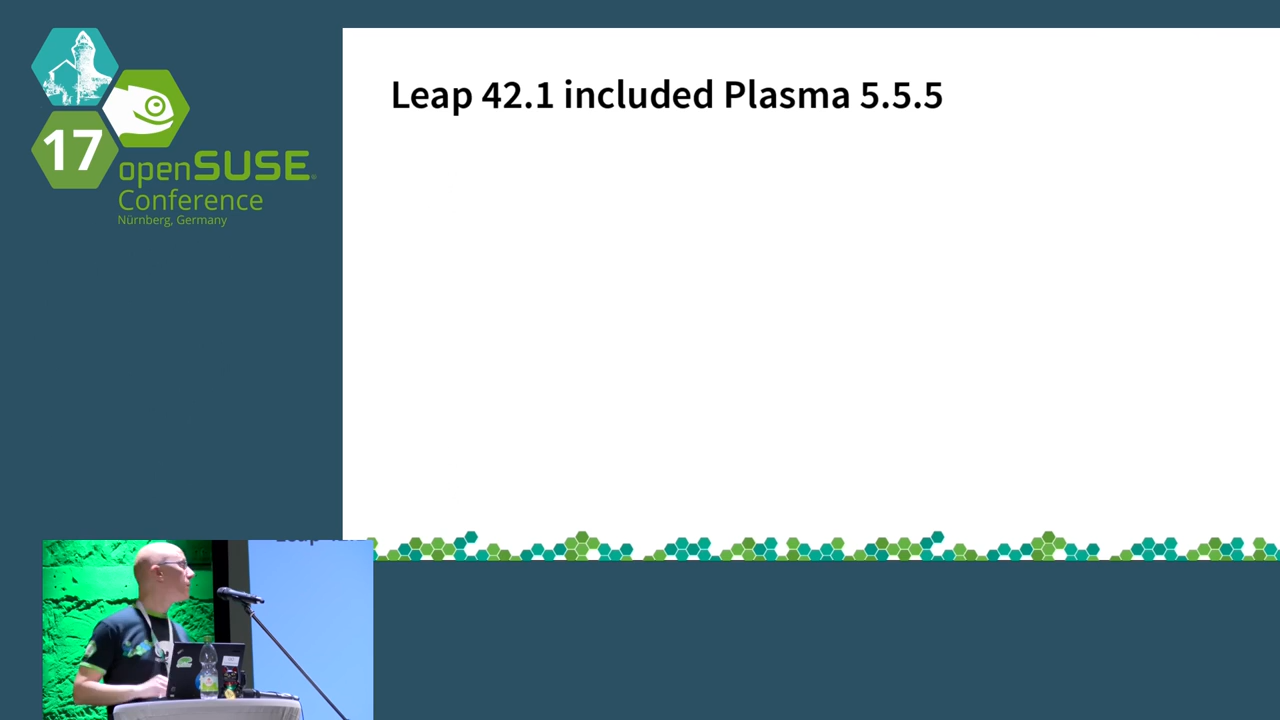 17
openSUSE
Conference
Nürnberg, Germany
Leap 42.1 included Plasma 5.5.5